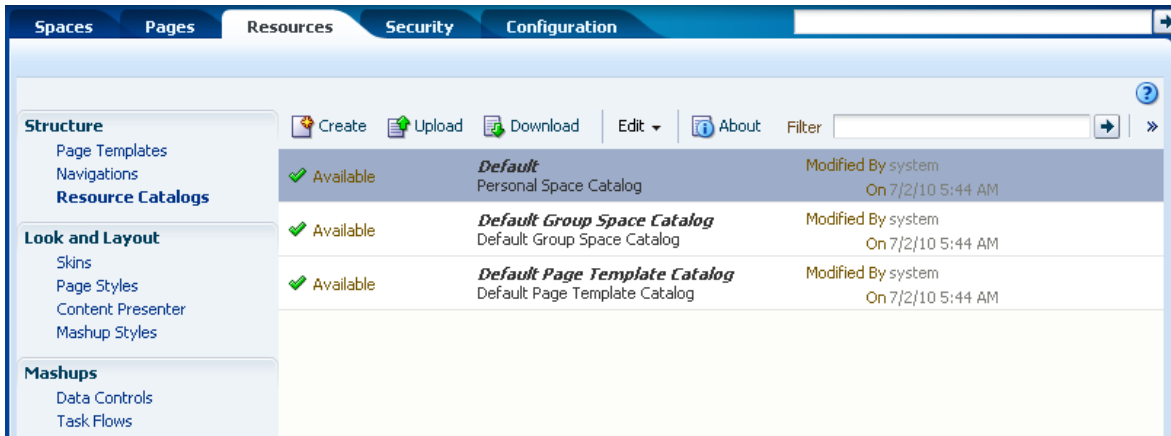 Spaces Pages Resources Security Configuration
Structure
Page Templates
Navigations
Resource Catalogs
Look and Layout
Skins
Page Styles
Content Presenter
Mashup Styles
Mashups
Data Controls
Task Flows
Create Upload Download Edit About Filter
Available Default Modified By system
Personal Space Catalog On 7/2/10 5:44 AM
Available Default Group Space Catalog Modified By system
Default Group Space Catalog On 7/2/10 5:44 AM
Available Default Page Template Catalog Modified By system
Default Page Template Catalog On 7/2/10 5:44 AM